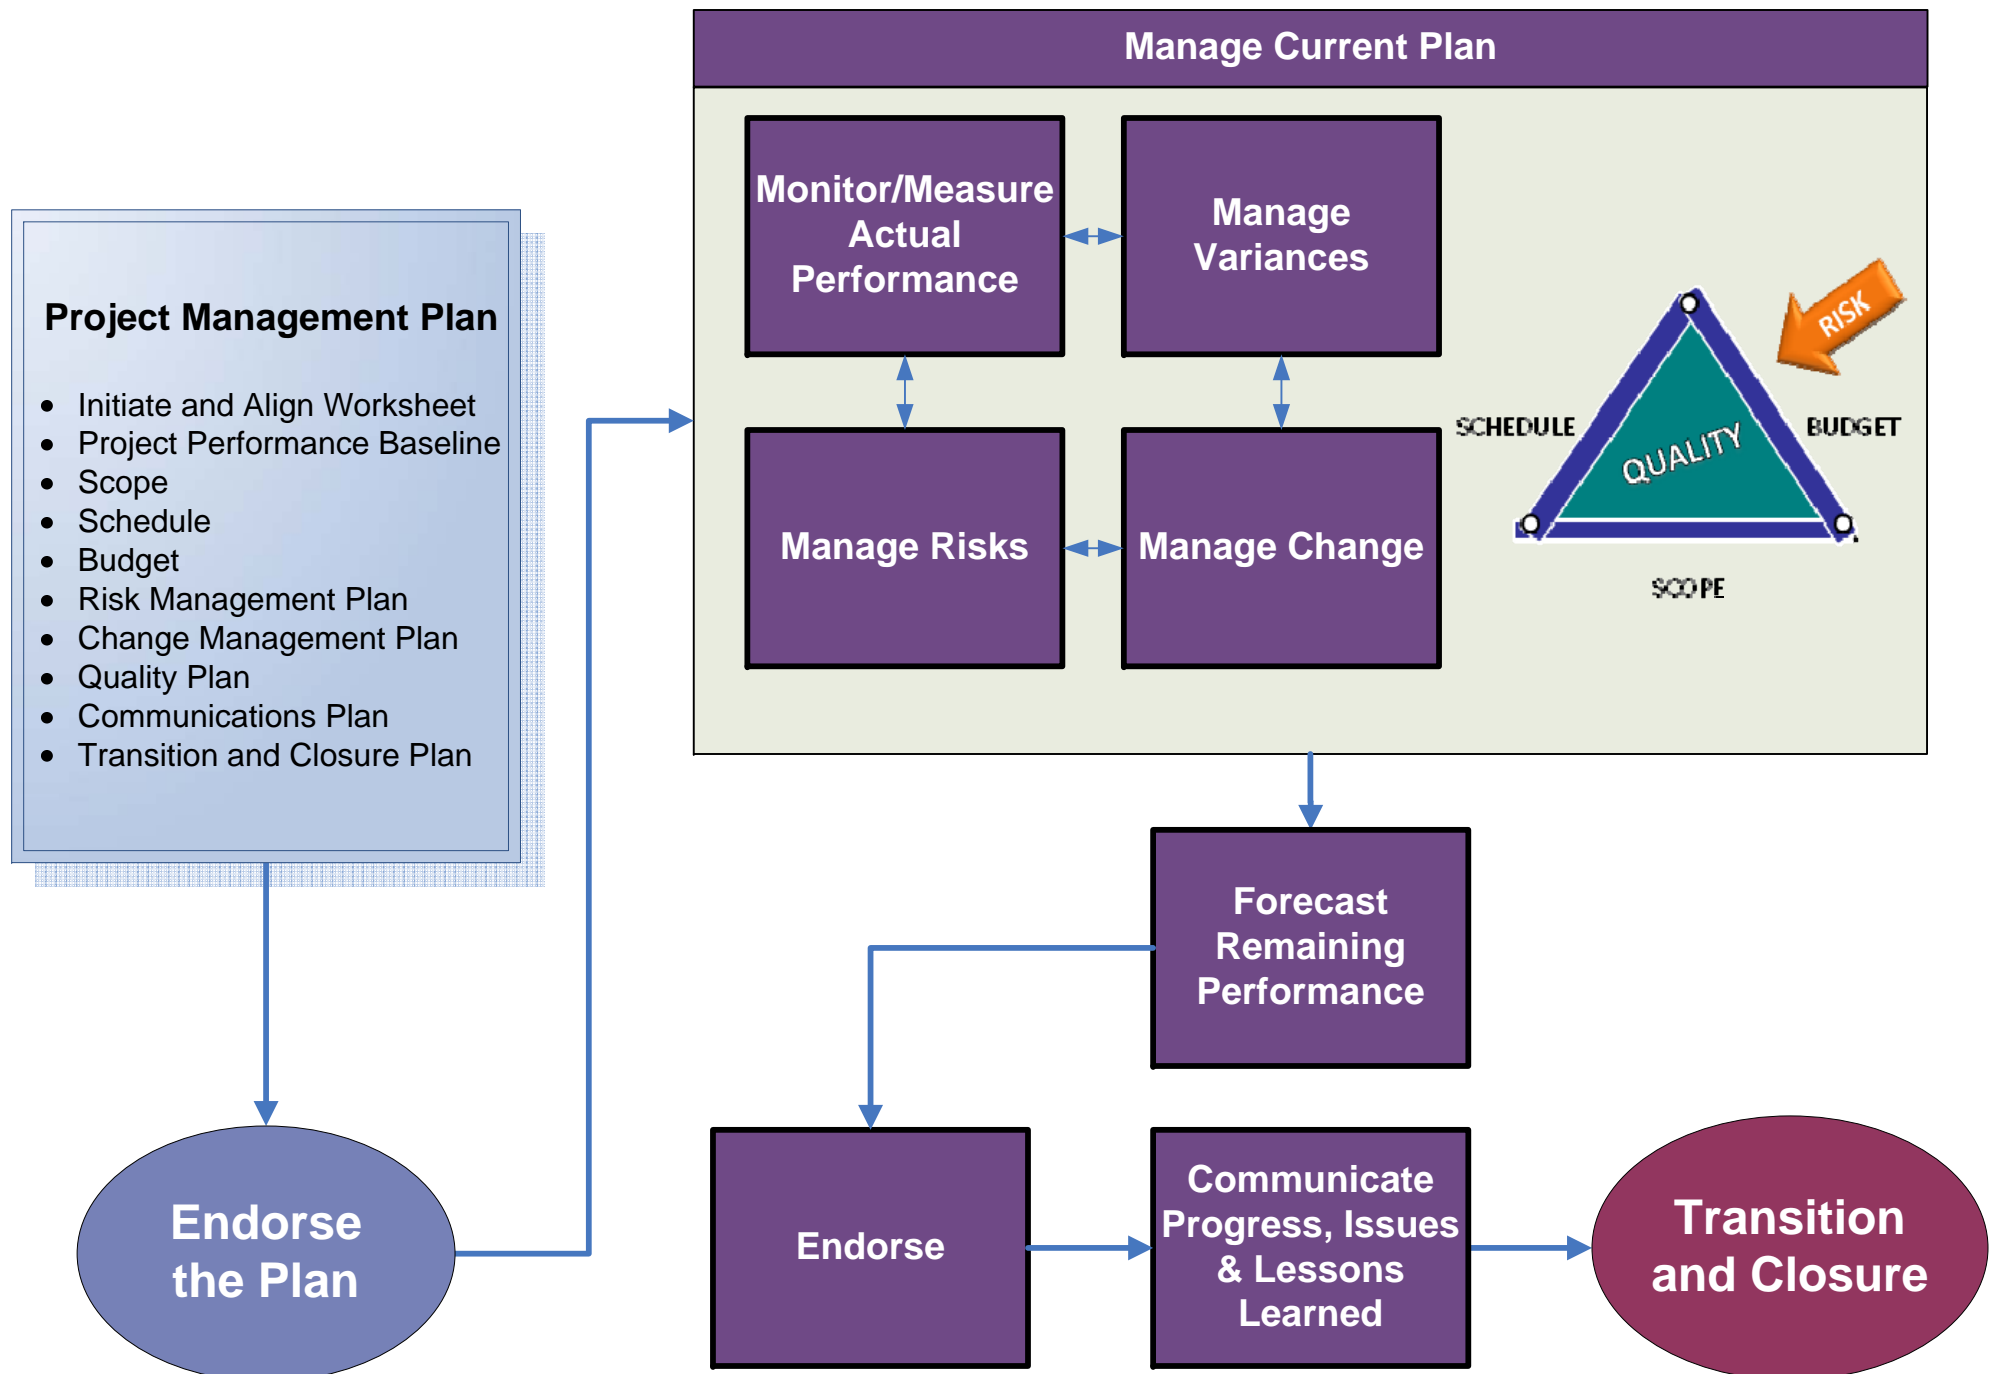 Manage Current Plan
Monitor/Measure
Actual
Performance
Manage
Variances
Manage Risks
Manage Change
RISK
SCHEDULE
BUDGET
QUALITY
SCOPE
Project Management Plan
• Initiate and Align Worksheet
• Project Performance Baseline
• Scope
• Schedule
• Budget
• Risk Management Plan
• Change Management Plan
• Quality Plan
• Communications Plan
• Transition and Closure Plan
Endorse
the Plan
Forecast
Remaining
Performance
Endorse
Communicate
Progress, Issues
& Lessons
Learned
Transition
and Closure